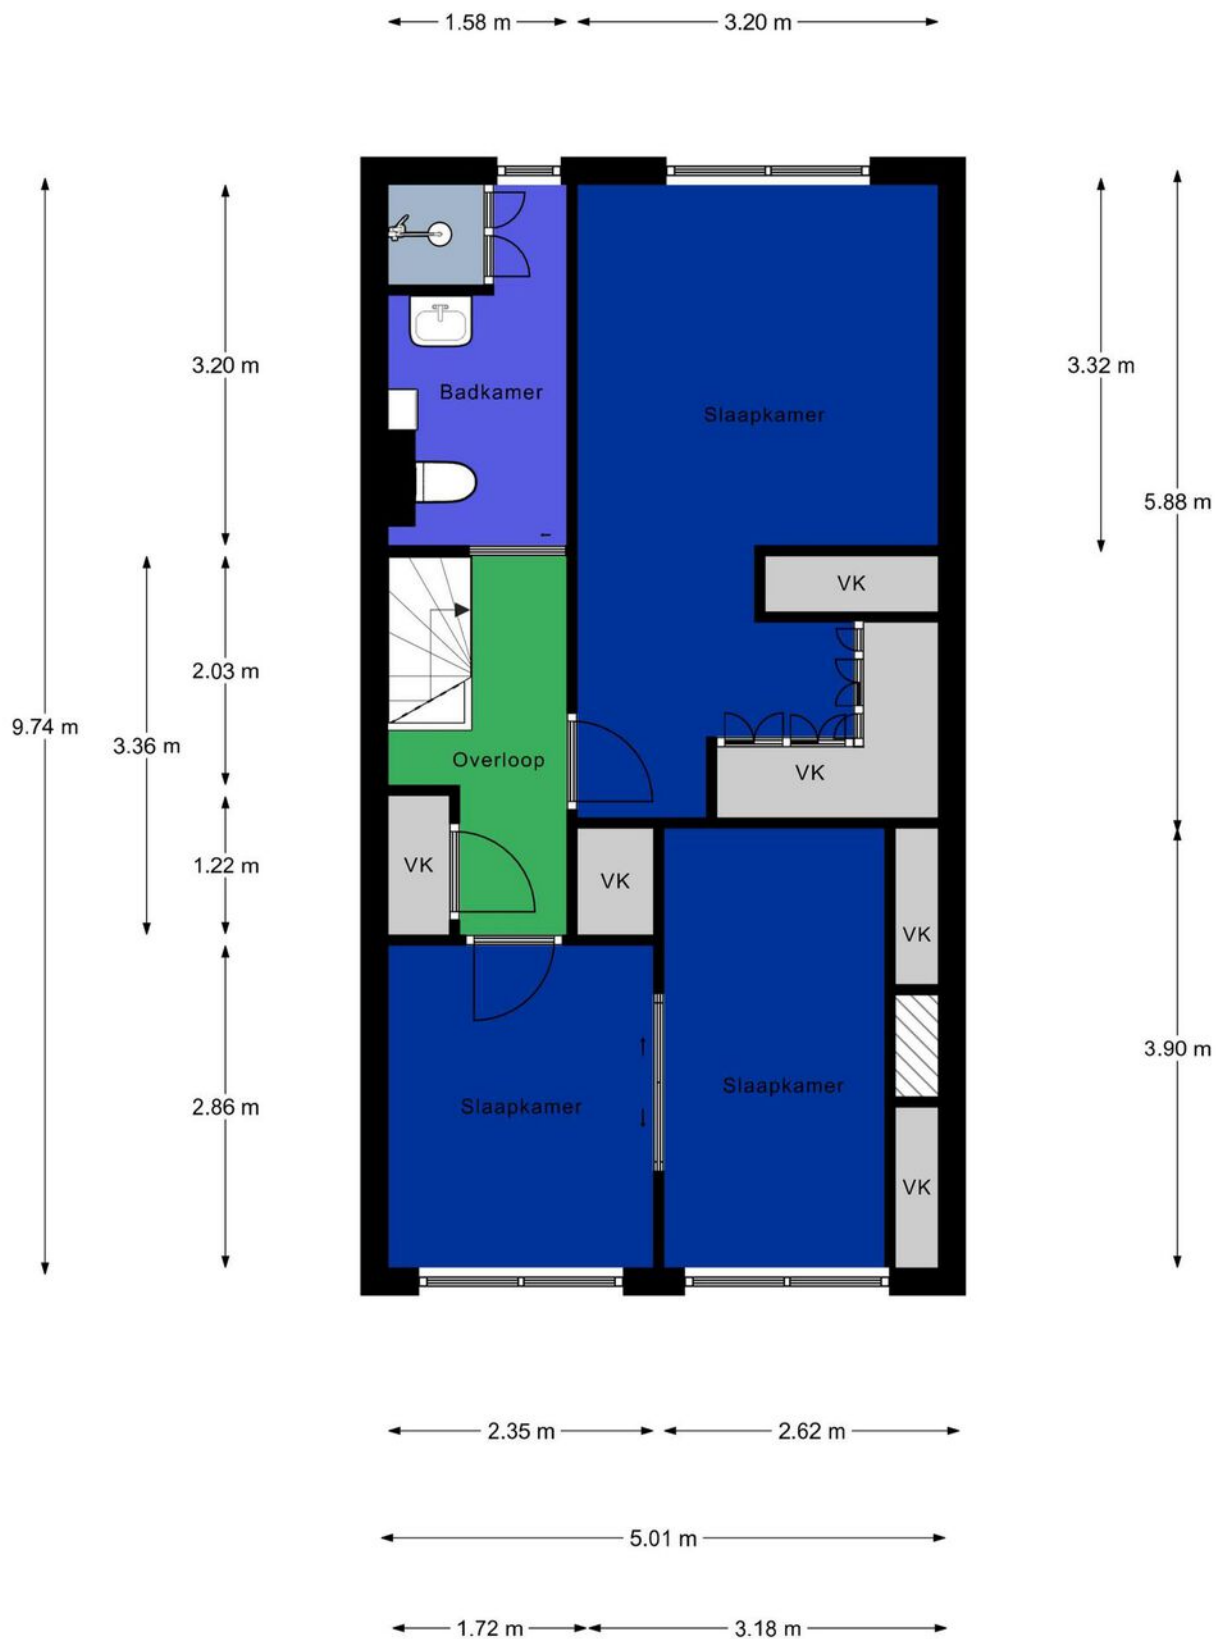 1.58 m
3.20 m
3.20 m
3.32 m
Badkamer
Slaapkamer
5.88 m
VK
2.03 m
9.74 m
3.36 m
Overloop
VK
1.22 m
VK
VK
VK
3.90 m
Slaapkamer
2.86 m
Slaapkamer
VK
2.35 m
2.62 m
5.01 m
1.72 m
3.18 m